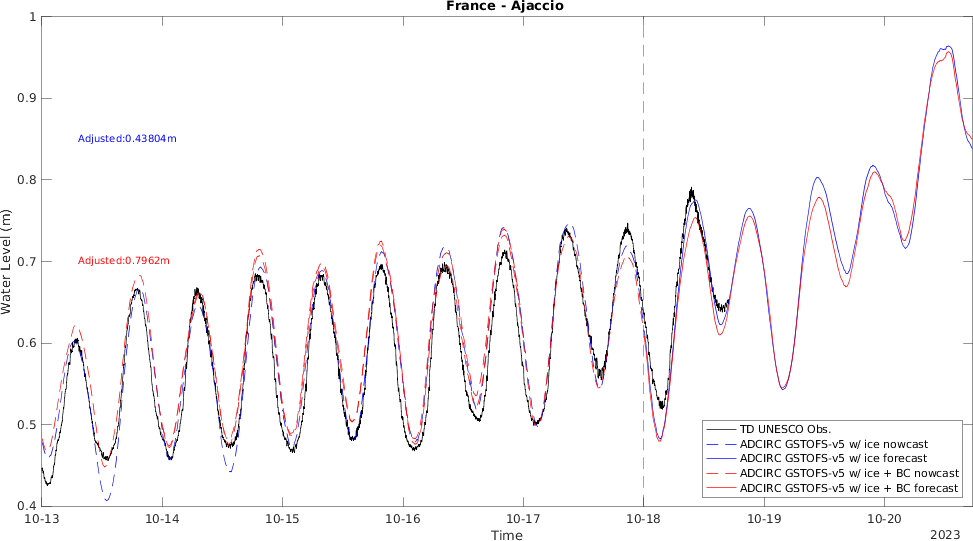 France - Ajaccio
Water Level (m)
1
0.9
0.8
0.7
0.6
0.5
0.4
Adjusted:0.43804m
Adjusted:0.7962m
TD UNESCO Obs.
ADCIRC GSTOFS-v5 w/ ice nowcast
ADCIRC GSTOFS-v5 w/ ice forecast
ADCIRC GSTOFS-v5 w/ ice + BC nowcast
ADCIRC GSTOFS-v5 w/ ice + BC forecast
10-13 10-14 10-15 10-16 10-17 10-18 10-19 10-20
Time
2023